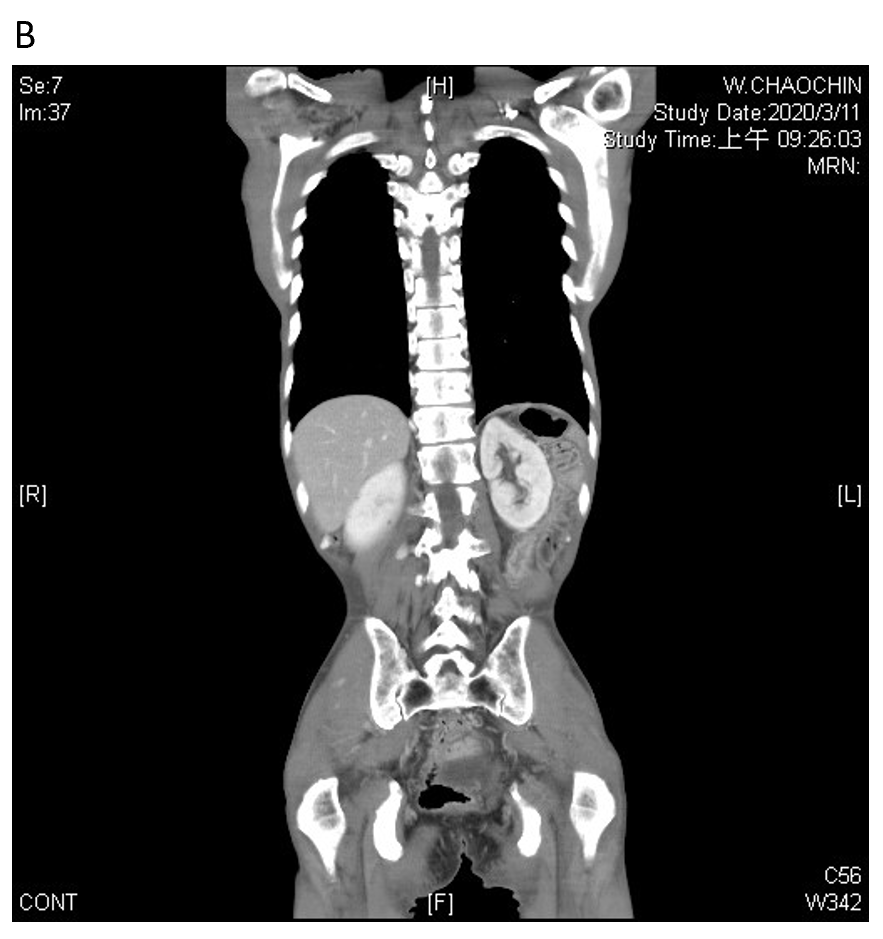 B
Se:7
Im:37
[H]
W.CHAOCHIN
Study Date:2020/3/11
Study Time:上午 09:26:03
MRN:
[R]
[L]
CONT
[F]
C56
W342